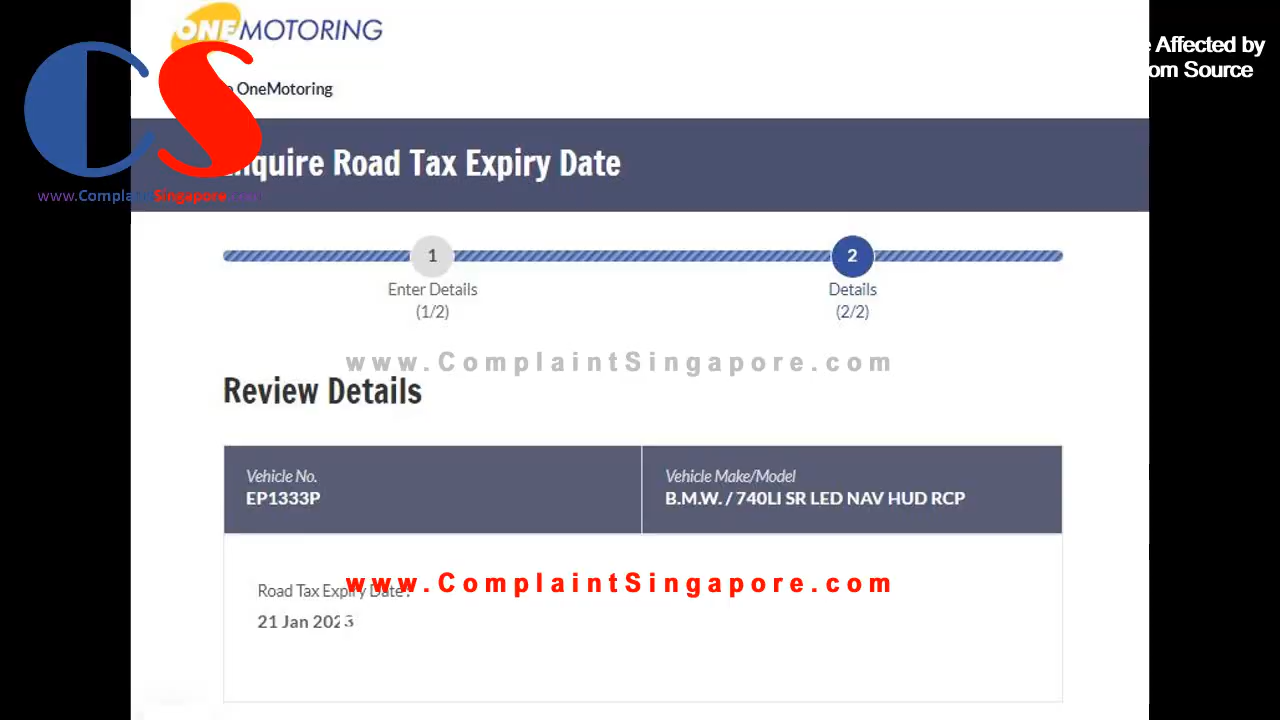 ONEMOTORING
Affected by
om Source
OneMotoring
quire Road Tax Expiry Date
www.ComplaintSingapore.com
1
2
Enter Details
Details
(1/2)
(2/2)
www.ComplaintSingapore.com
Review Details
Vehicle No.
Vehicle Make/Model
EP1333P
B.M.W. / 740LI SR LED NAV HUD RCP
www.ComplaintSingapore.com
Road Tax Expiry Date
21 Jan 2023